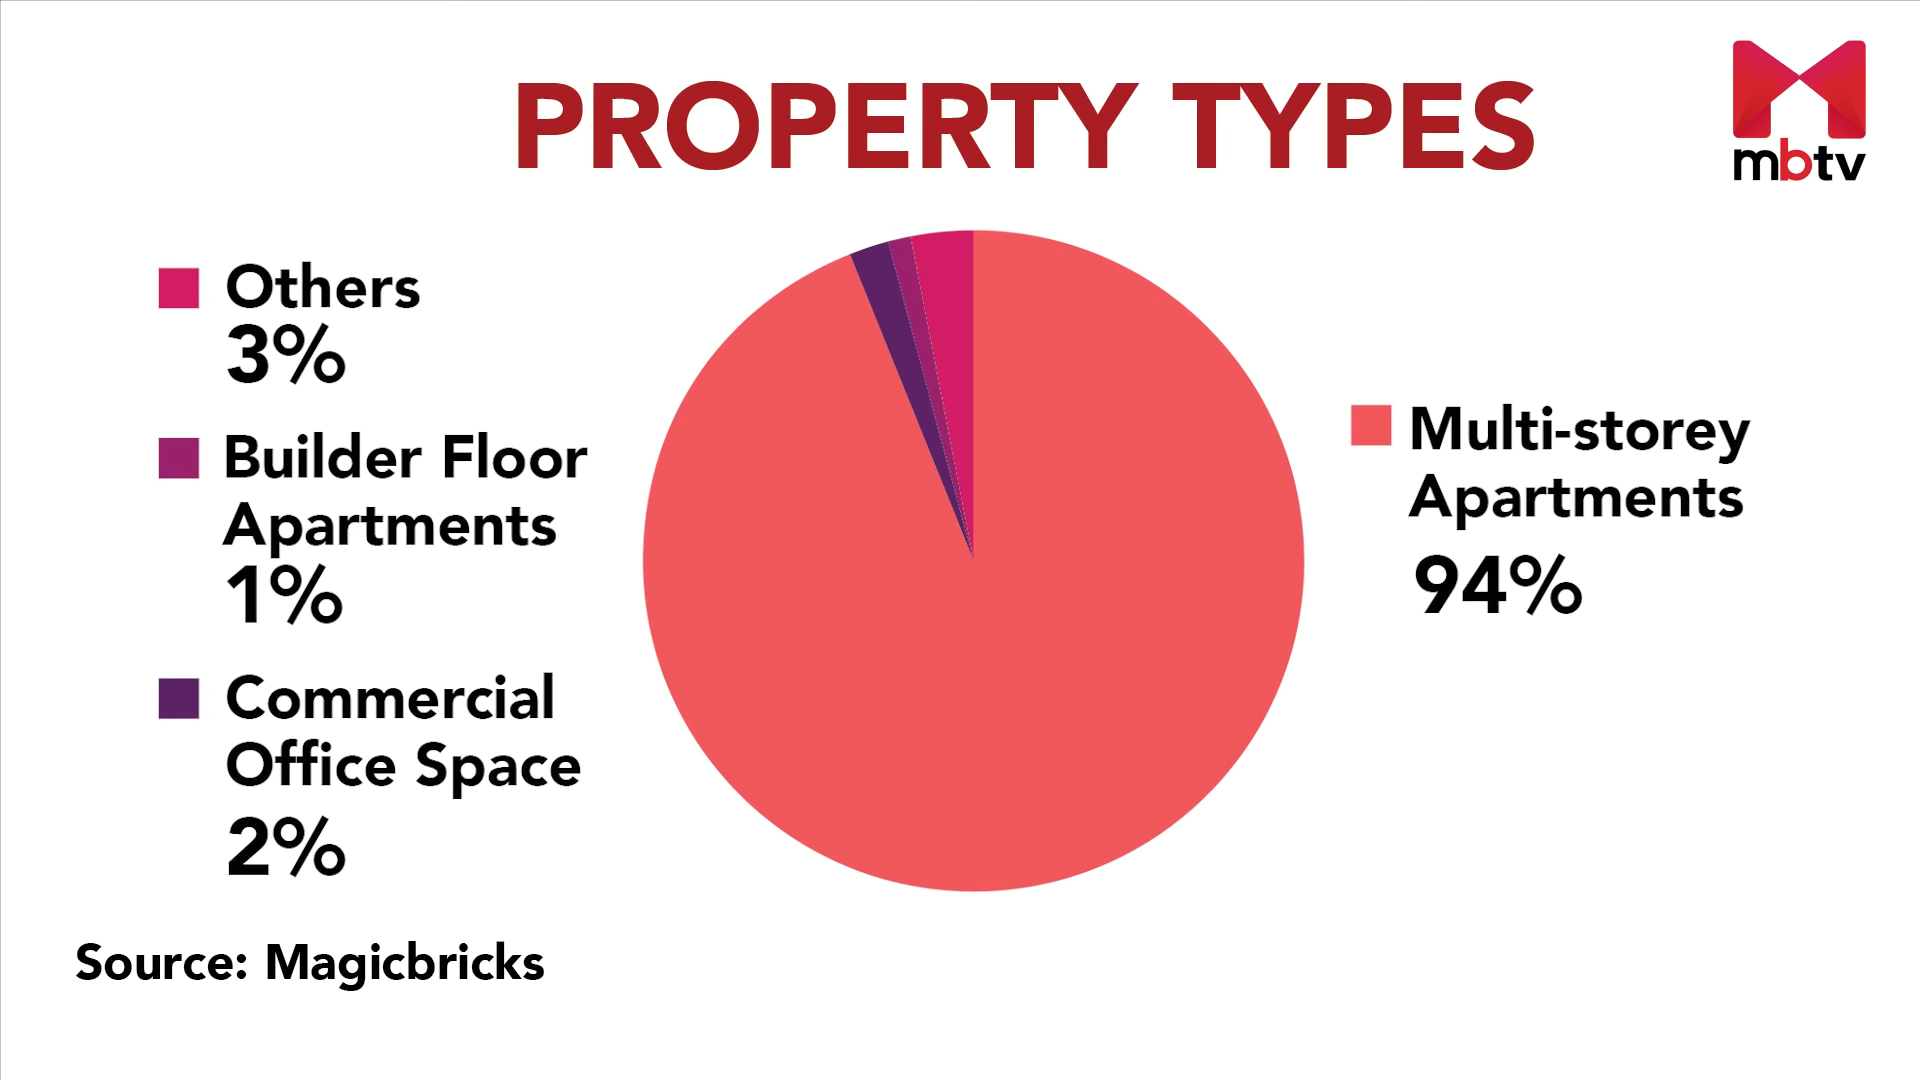 PROPERTY TYPES
mbtv
Others
3%
Builder Floor
Apartments
1%
Commercial
Office Space
2%
Multi-storey
Apartments
94%
Source: Magicbricks